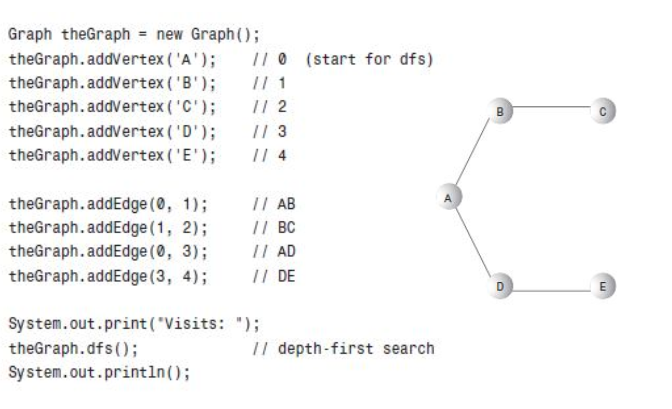 Graph theGraph = new Graph();
theGraph.addVertex('A');    // 0  (start for dfs)
theGraph.addVertex('B');    // 1
theGraph.addVertex('C');    // 2
theGraph.addVertex('D');    // 3
theGraph.addVertex('E');    // 4
theGraph.addEdge(0, 1);     // AB
theGraph.addEdge(1, 2);     // BC
theGraph.addEdge(0, 3);     // AD
theGraph.addEdge(3, 4);     // DE
System.out.print("Visits: ");
theGraph.dfs();             // depth-first search
System.out.println();
B C
A
D E